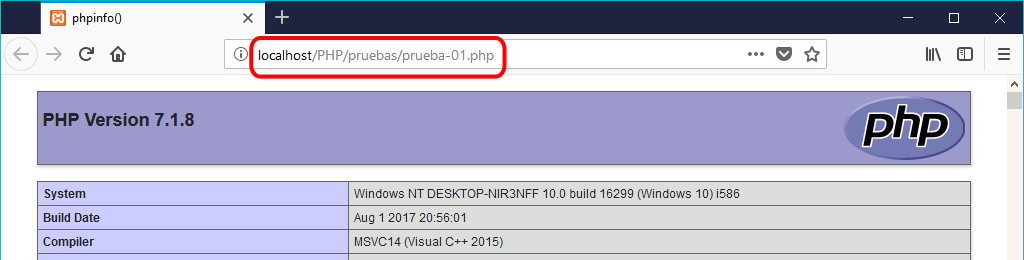 phpinfo()
localhost/PHP/pruebas/prueba-01.php
PHP Version 7.1.8
php
System Windows NT DESKTOP-NIR3NFF 10.0 build 16299 (Windows 10) i586
Build Date Aug 1 2017 20:56:01
Compiler MSVC14 (Visual C++ 2015)